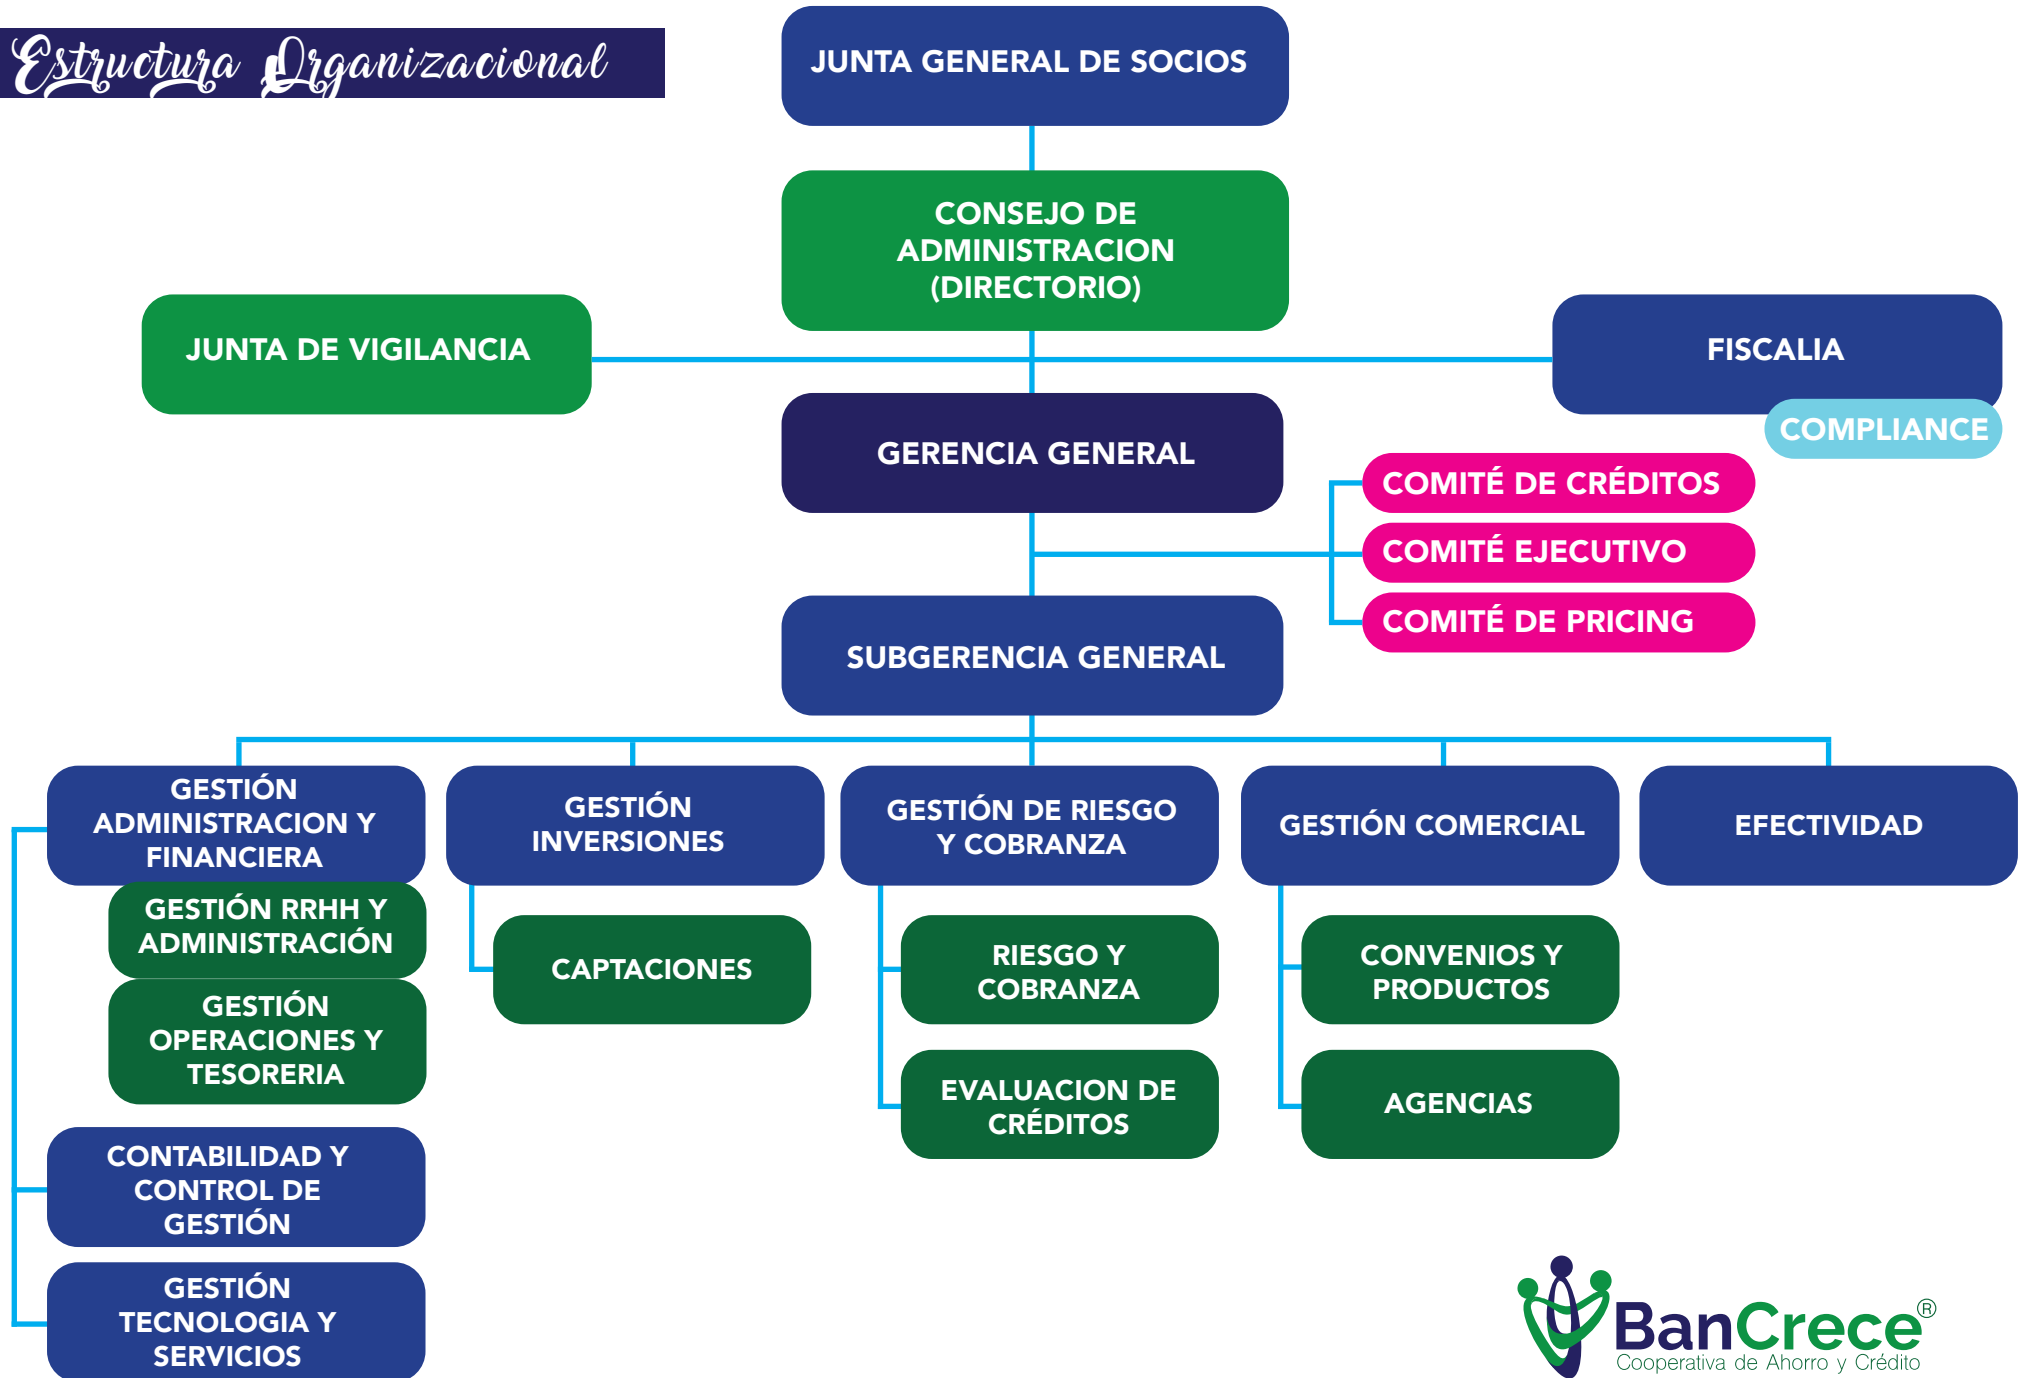 Estructura Organizacional
JUNTA GENERAL DE SOCIOS
CONSEJO DE
ADMINISTRACION
(DIRECTORIO)
JUNTA DE VIGILANCIA
FISCALIA
COMPLIANCE
GERENCIA GENERAL
COMITÉ DE CRÉDITOS
COMITÉ EJECUTIVO
COMITÉ DE PRICING
SUBGERENCIA GENERAL
GESTIÓN
ADMINISTRACION Y
FINANCIERA
GESTIÓN RRHH Y
ADMINISTRACIÓN
GESTIÓN
OPERACIONES Y
TESORERIA
CONTABILIDAD Y
CONTROL DE
GESTIÓN
GESTIÓN
TECNOLOGIA Y
SERVICIOS
GESTIÓN
INVERSIONES
CAPTACIONES
GESTIÓN DE RIESGO
Y COBRANZA
RIESGO Y
COBRANZA
EVALUACION DE
CRÉDITOS
GESTIÓN COMERCIAL
CONVENIOS Y
PRODUCTOS
AGENCIAS
EFECTIVIDAD
BanCrece®
Cooperativa de Ahorro y Crédito